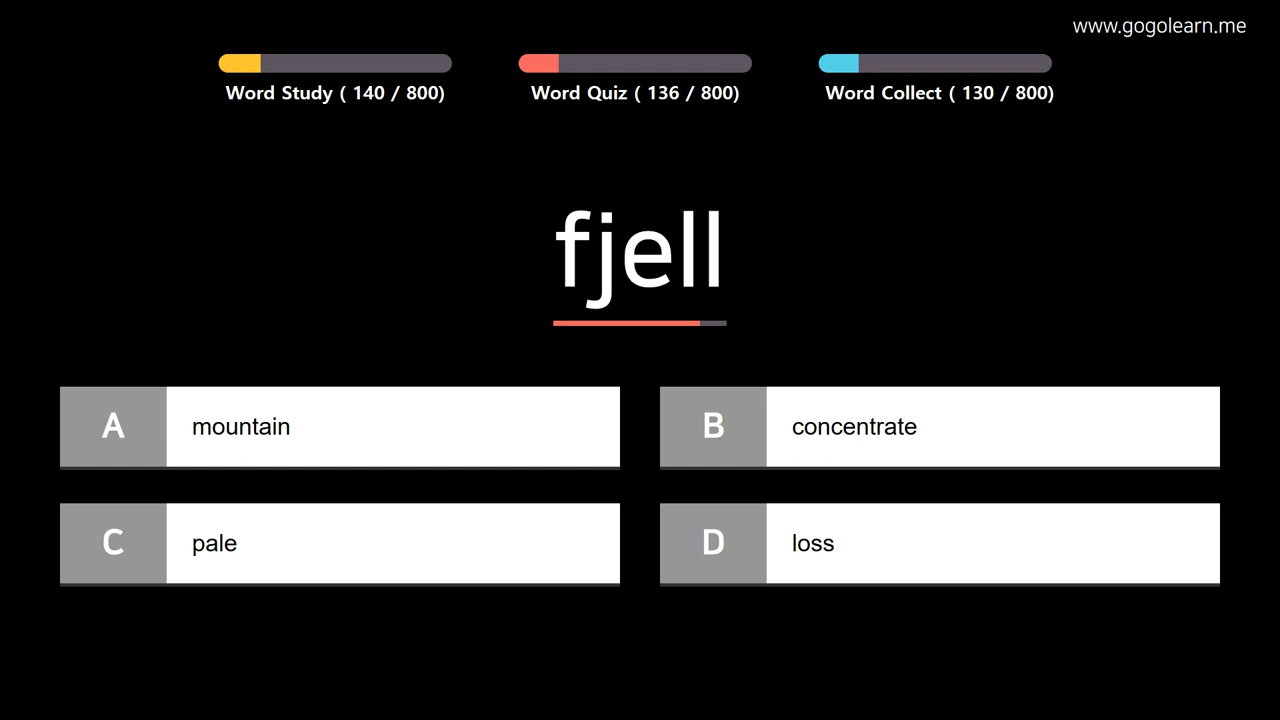 www.gogolearn.me
Word Study ( 140 / 800)
Word Quiz ( 136 / 800)
Word Collect ( 130 / 800)
fjell
A mountain
B concentrate
C pale
D loss